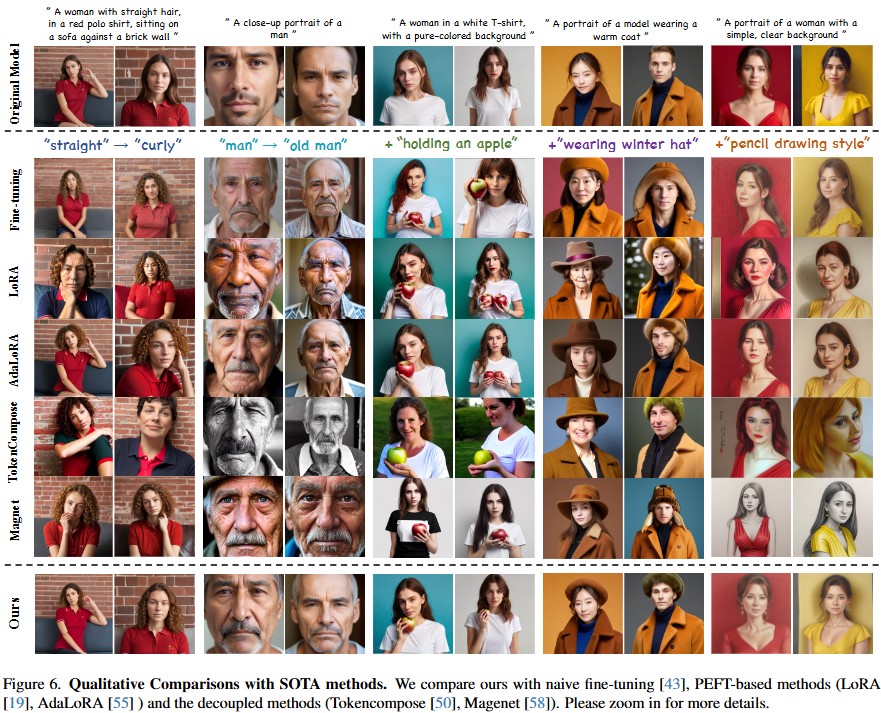 " A woman with straight hair,
in a red polo shirt, sitting on
a sofa against a brick wall "
" A close-up portrait of a
man "
" A woman in a white T-shirt,
with a pure-colored background "
" A portrait of a model wearing a
warm coat "
" A portrait of a woman with a
simple, clear background "
Original Model
"straight" → "curly"
"man" → "old man"
+ "holding an apple"
+"wearing winter hat"
+"pencil drawing style"
Fine-tuning
LoRA
AdaLoRA
TokenCompose
Magnet
Ours
Figure 6. Qualitative Comparisons with SOTA methods. We compare ours with naive fine-tuning [43], PEFT-based methods (LoRA
[19], AdaLoRA [55] ) and the decoupled methods (Tokencompose [50], Magenet [58]). Please zoom in for more details.